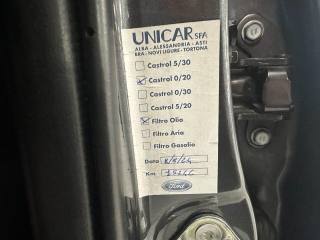 UNICAR SPA
ALBA - ALESSANDRIA - ASTI
BRA - NOVI LIGURE - TORTONA
Castrol 5/30
Castrol 0/20
Castrol 0/30
Castrol 5/20
Filtro Olio
Filtro Aria
Filtro Gasolio
Data
Km
Ford